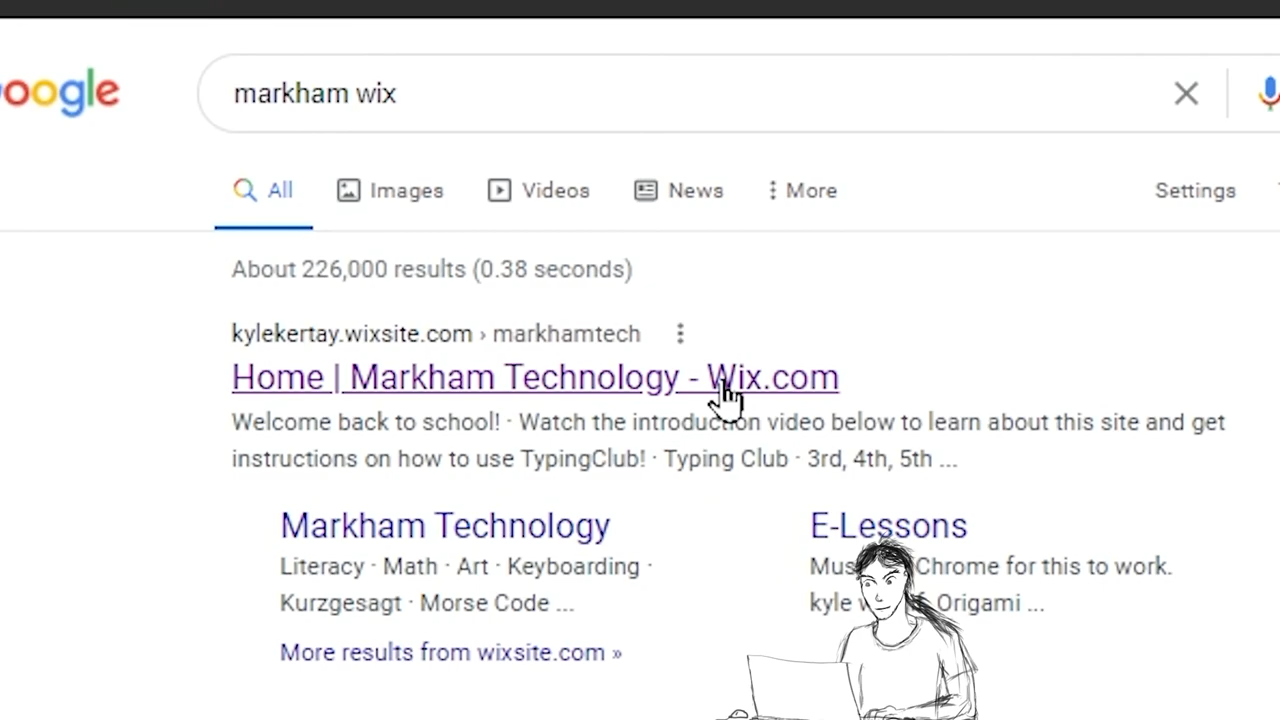 oogle
markham wix
All Images Videos News More Settings
About 226,000 results (0.38 seconds)
kylekertay.wixsite.com › markhamtech
Home | Markham Technology - Wix.com
Welcome back to school! · Watch the introduction video below to learn about this site and get
instructions on how to use TypingClub! · Typing Club · 3rd, 4th, 5th ...
Markham Technology
Literacy · Math · Art · Keyboarding ·
Kurzgesagt · Morse Code ...
E-Lessons
Chrome for this to work.
kyle Origami ...
More results from wixsite.com »